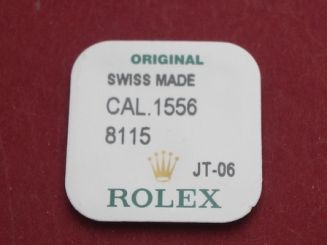 ORIGINAL
SWISS MADE
CAL.1556
8115
JT-06
ROLEX